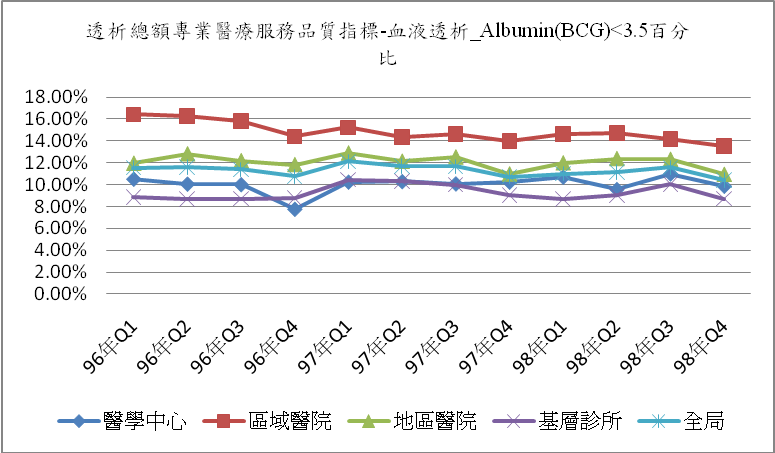 透析總額專業醫療服務品質指標-血液透析_Albumin(BCG)<3.5百分
比
18.00%
16.00%
14.00%
12.00%
10.00%
8.00%
6.00%
4.00%
2.00%
0.00%
96年Q1 96年Q2 96年Q3 96年Q4 97年Q1 97年Q2 97年Q3 97年Q4 98年Q1 98年Q2 98年Q3 98年Q4
醫學中心 區域醫院 地區醫院 基層診所 全局